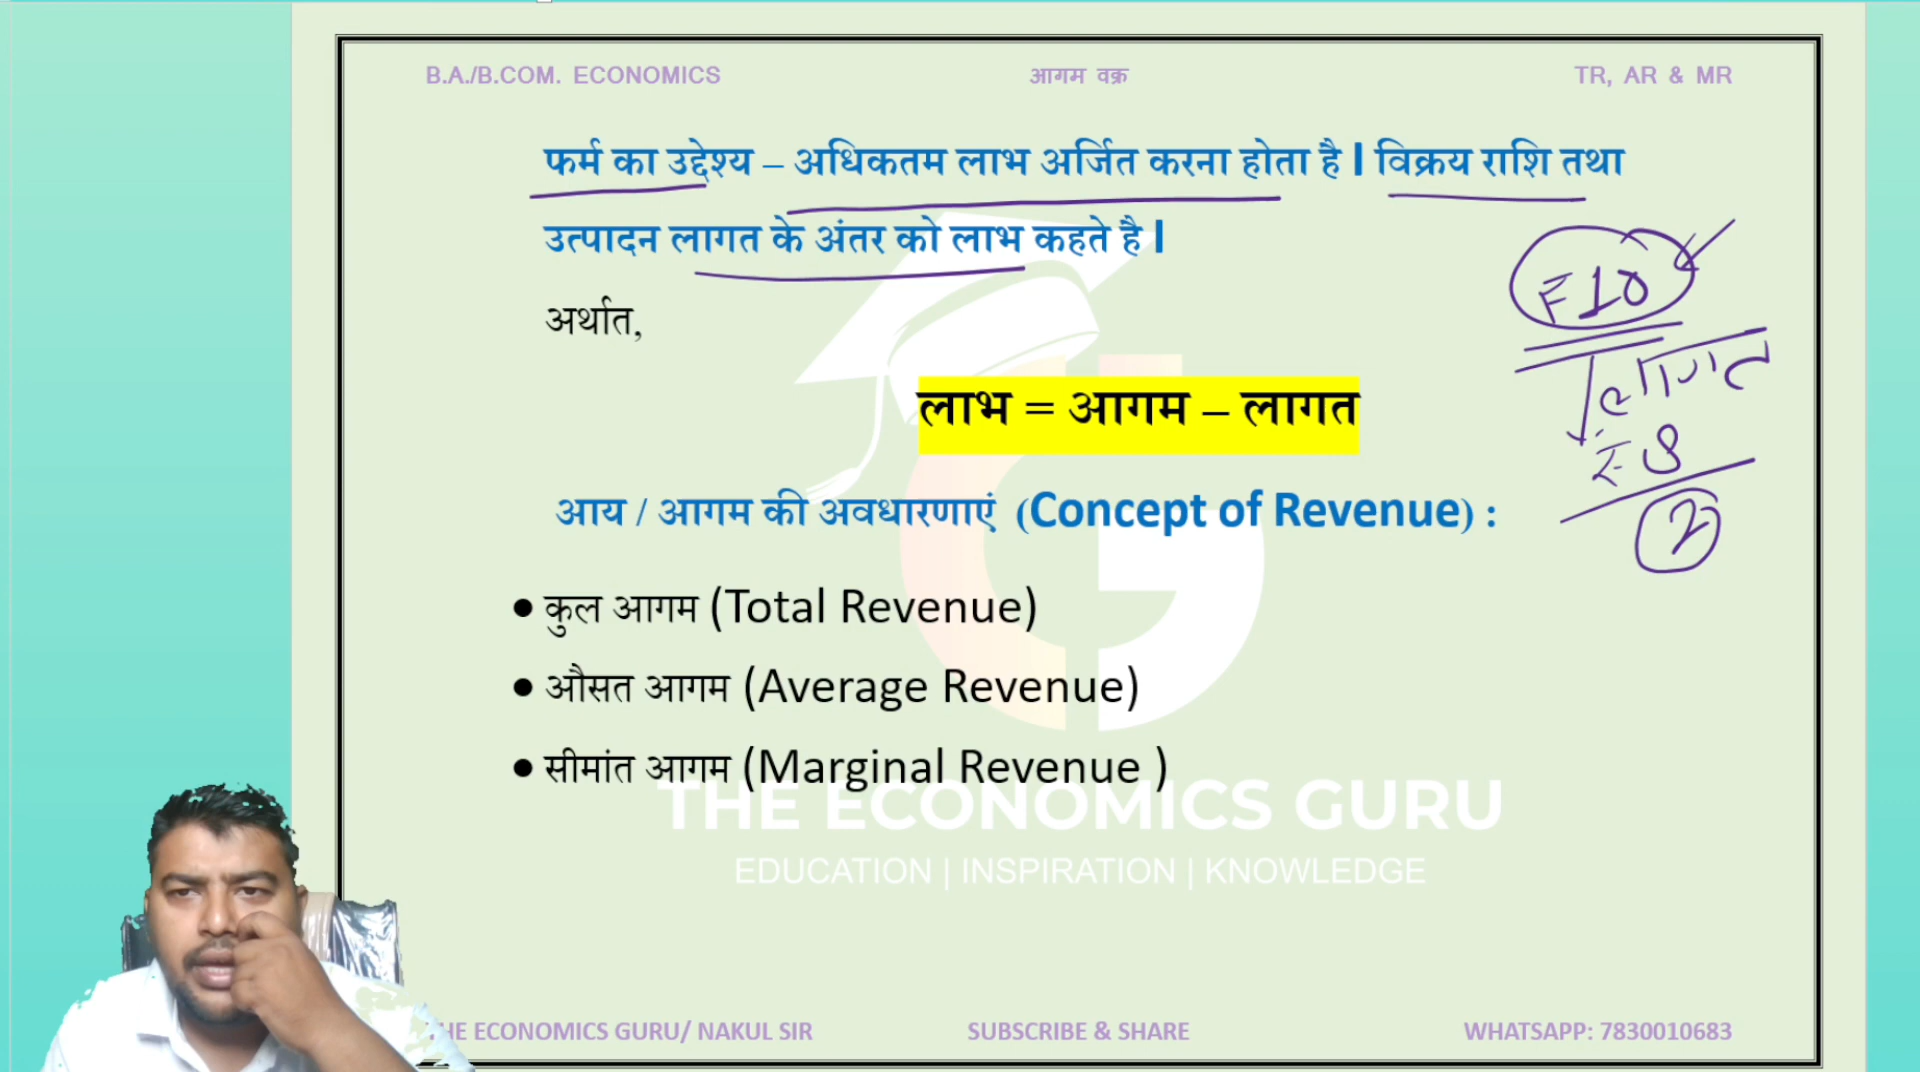 B.A./B.COM. ECONOMICS आगम वक्र TR, AR & MR
फर्म का उद्देश्य – अधिकतम लाभ अर्जित करना होता है l विक्रय राशि तथा
उत्पादन लागत के अंतर को लाभ कहते है l
अर्थात,
₹10
लागत
लाभ = आगम – लागत
₹ 8
2
आय / आगम की अवधारणाएं (Concept of Revenue) :
• कुल आगम (Total Revenue)
• औसत आगम (Average Revenue)
• सीमांत आगम (Marginal Revenue )
THE ECONOMICS GURU
EDUCATION | INSPIRATION | KNOWLEDGE
THE ECONOMICS GURU/ NAKUL SIR SUBSCRIBE & SHARE WHATSAPP: 7830010683